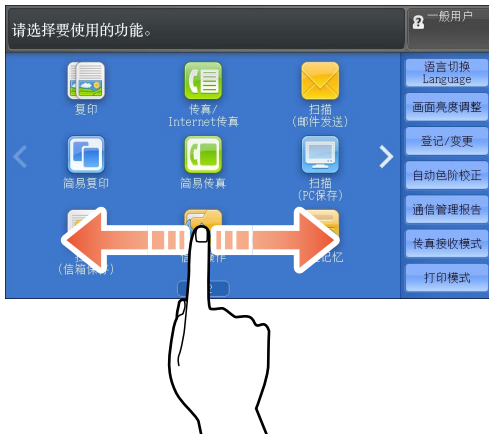 请选择要使用的功能。
一般用户
复印
传真/
Internet传真
扫描
(邮件发送)
简易复印
简易传真
扫描
(PC保存)
(信箱保存)
记忆
2
语言切换
Language
画面亮度调整
登记/变更
自动色阶校正
通信管理报告
传真接收模式
打印模式